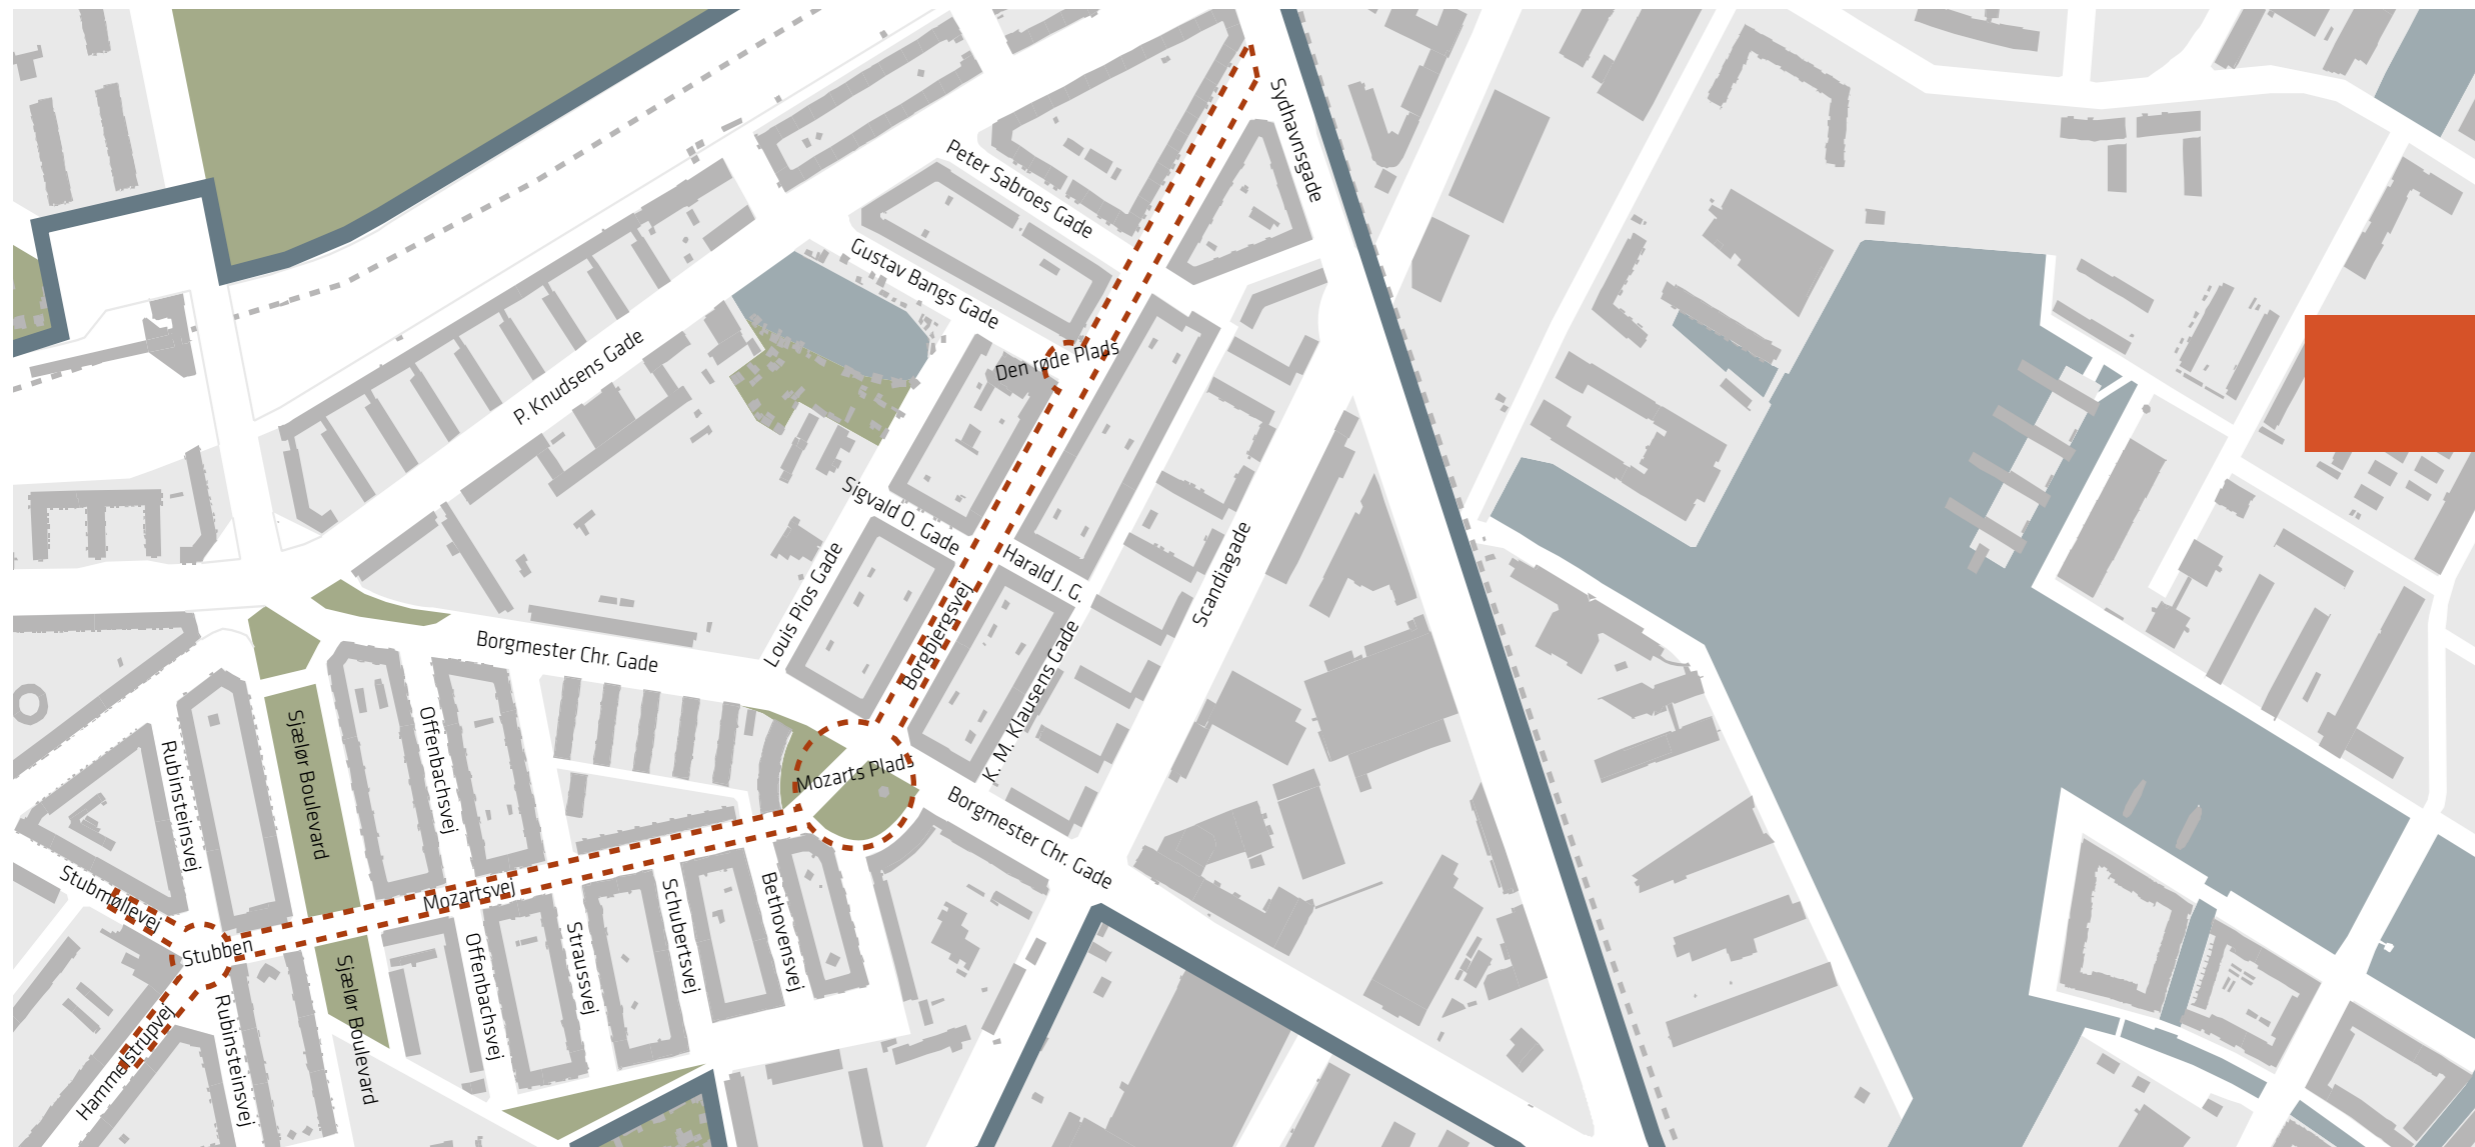 Sydhavnsgade
Peter Sabroes Gade
Gustav Bangs Gade
Den røde Plads
P. Knudsens Gade
Sigvald O. Gade
Harald J. G.
Louis Pios Gade
Scandiagade
Borgbjergsvej
K. M. Klausens Gade
Borgmester Chr. Gade
Mozarts Plads
Borgmester Chr. Gade
Rubinsteinsvej
Sjælør Boulevard
Offenbachsvej
Stubmøllevej
Mozartsvej
Schubertsvej
Bethovensvej
Stubben
Offenbachsvej
Straussvej
Hammelstrupvej
Rubinsteinsvej
Sjælør Boulevard